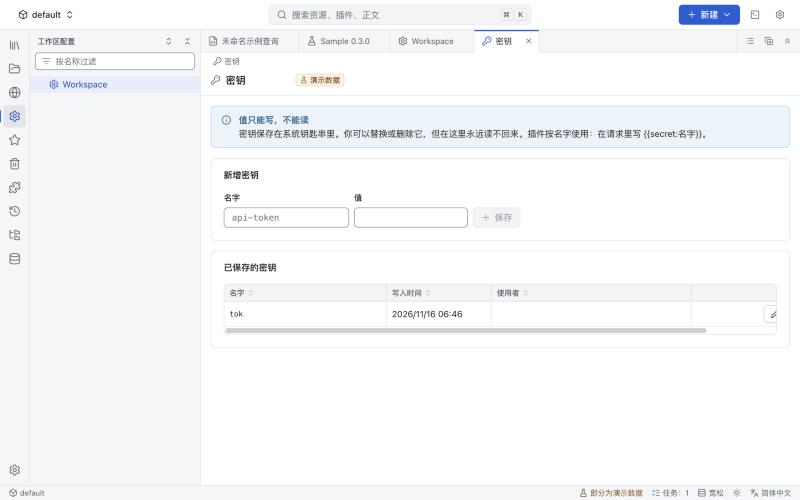 default
搜索资源、插件、正文
⌘ K
新建
工作区配置
按名称过滤
Workspace
未命名示例查询
Sample 0.3.0
Workspace
密钥
密钥
密钥
演示数据
值只能写，不能读
密钥保存在系统钥匙串里。你可以替换或删除它，但在这里永远读不回来。插件按名字使用：在请求里写 {{secret:名字}}。
新增密钥
名字
值
api-token
保存
已保存的密钥
名字
写入时间
使用者
tok
2026/11/16 06:46
default
部分为演示数据
任务：1
宽松
简体中文